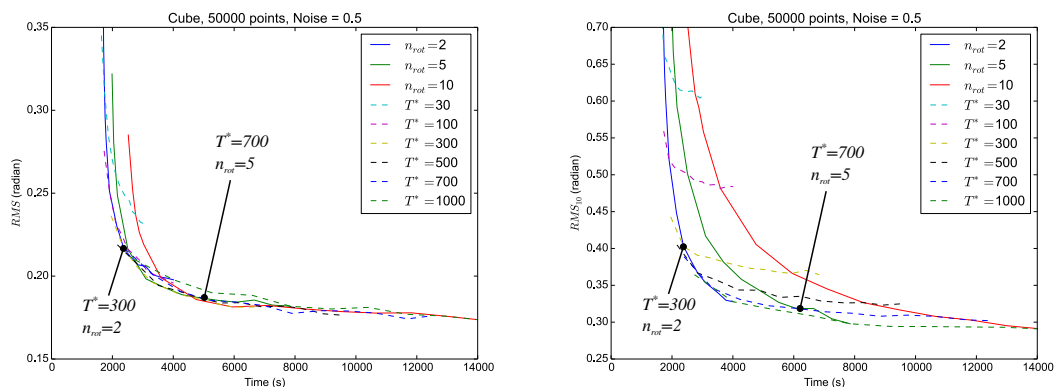 Cube, 50000 points, Noise = 0.5
0.35
0.30
0.25
0.20
0.15
RMS (radian)
0
2000
4000
6000
8000
10000
12000
14000
Time (s)
n_rot=2
n_rot=5
n_rot=10
T*=30
T*=100
T*=300
T*=500
T*=700
T*=1000
T*=700
n_rot=5
T*=300
n_rot=2
Cube, 50000 points, Noise = 0.5
0.70
0.65
0.60
0.55
0.50
0.45
0.40
0.35
0.30
0.25
RMS_10 (radian)
0
2000
4000
6000
8000
10000
12000
14000
Time (s)
n_rot=2
n_rot=5
n_rot=10
T*=30
T*=100
T*=300
T*=500
T*=700
T*=1000
T*=700
n_rot=5
T*=300
n_rot=2